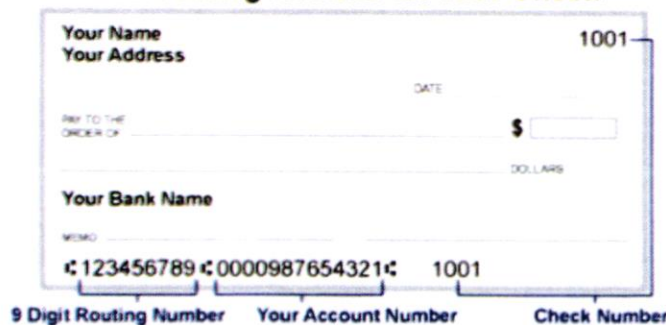 Your Name 1001
Your Address
DATE
PAY TO THE
ORDER OF $
DOLLARS
Your Bank Name
MEMO
⑆123456789⑆0000987654321⑆ 1001
9 Digit Routing Number Your Account Number Check Number